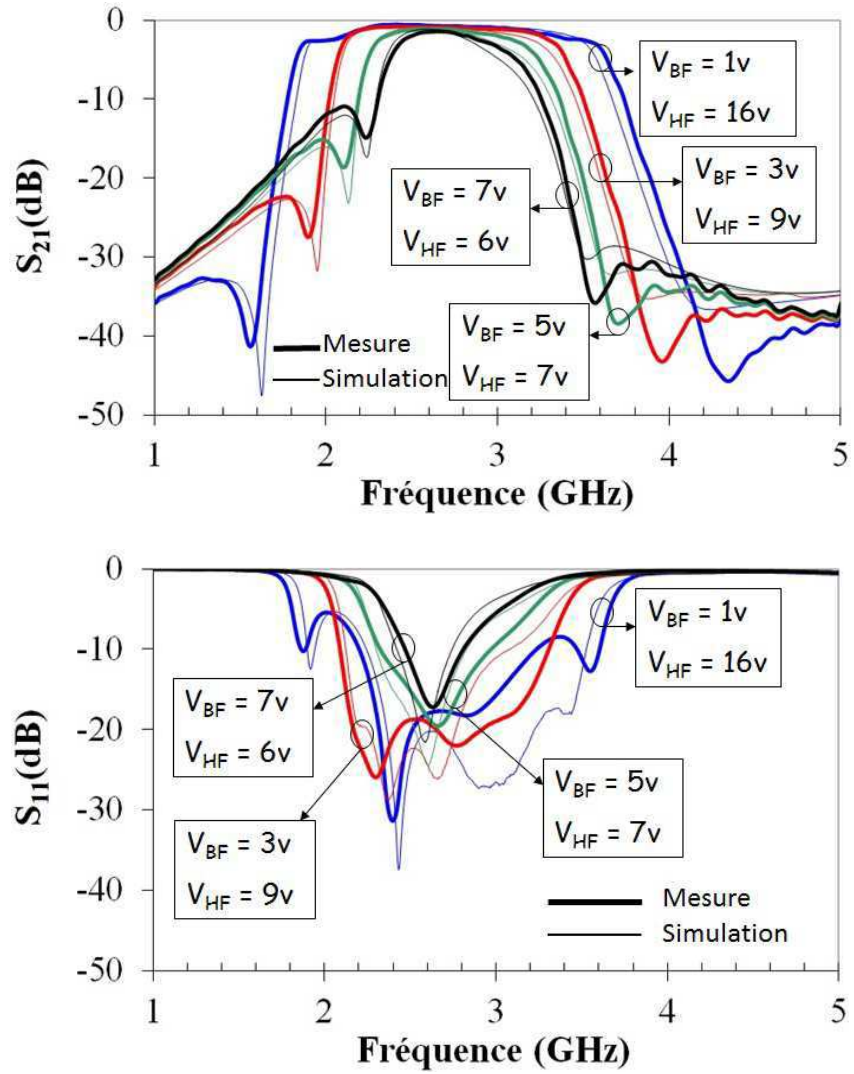 0
-10
-20
-30
-40
-50
S21(dB)
VBF = 1v
VHF = 16v
VBF = 3v
VHF = 9v
VBF = 7v
VHF = 6v
VBF = 5v
VHF = 7v
Mesure
Simulation
1 2 3 4 5
Fréquence (GHz)
0
-10
-20
-30
-40
-50
S11(dB)
VBF = 1v
VHF = 16v
VBF = 7v
VHF = 6v
VBF = 5v
VHF = 7v
VBF = 3v
VHF = 9v
Mesure
Simulation
1 2 3 4 5
Fréquence (GHz)